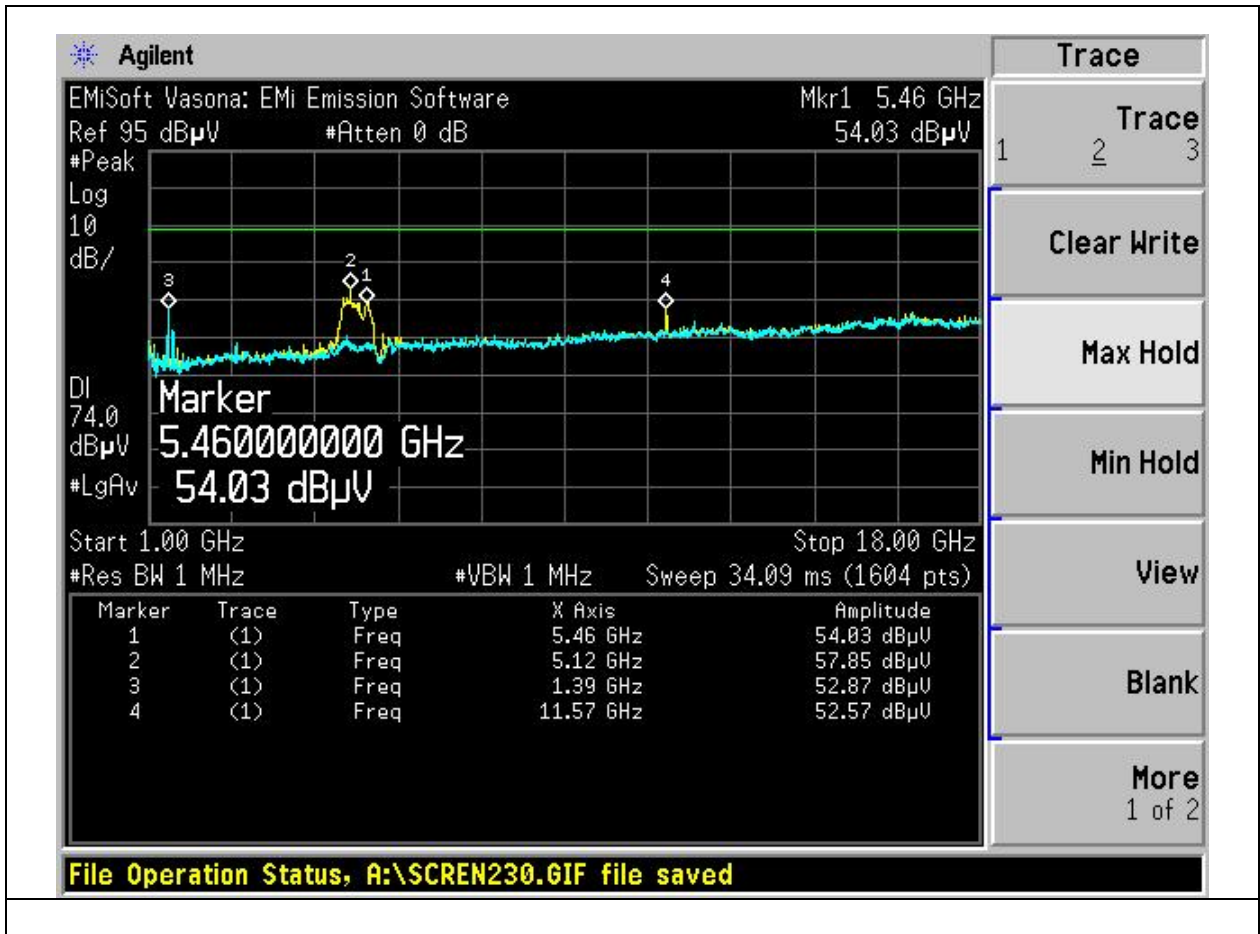 Agilent
Trace
EMiSoft Vasona: EMi Emission Software
Mkr1 5.46 GHz
Ref 95 dBµV #Atten 0 dB 54.03 dBµV
#Peak
Log
10
dB/
3
2
1
4
DI
74.0
dBµV
#LgAv
Marker
5.460000000 GHz
54.03 dBµV
Start 1.00 GHz Stop 18.00 GHz
#Res BW 1 MHz #VBW 1 MHz Sweep 34.09 ms (1604 pts)
Marker Trace Type X Axis Amplitude
1 (1) Freq 5.46 GHz 54.03 dBµV
2 (1) Freq 5.12 GHz 57.85 dBµV
3 (1) Freq 1.39 GHz 52.87 dBµV
4 (1) Freq 11.57 GHz 52.57 dBµV
File Operation Status, A:\SCREN230.GIF file saved
Trace
1 2 3
Clear Write
Max Hold
Min Hold
View
Blank
More
1 of 2